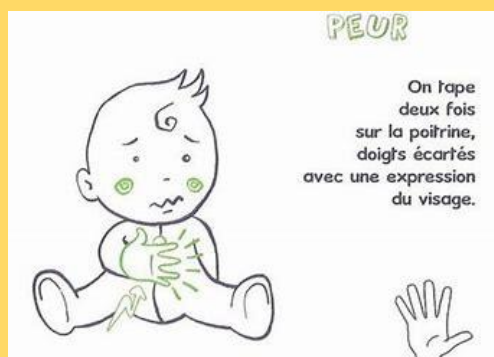 PEUR
On tape
deux fois
sur la poitrine,
doigts écartés
avec une expression
du visage.